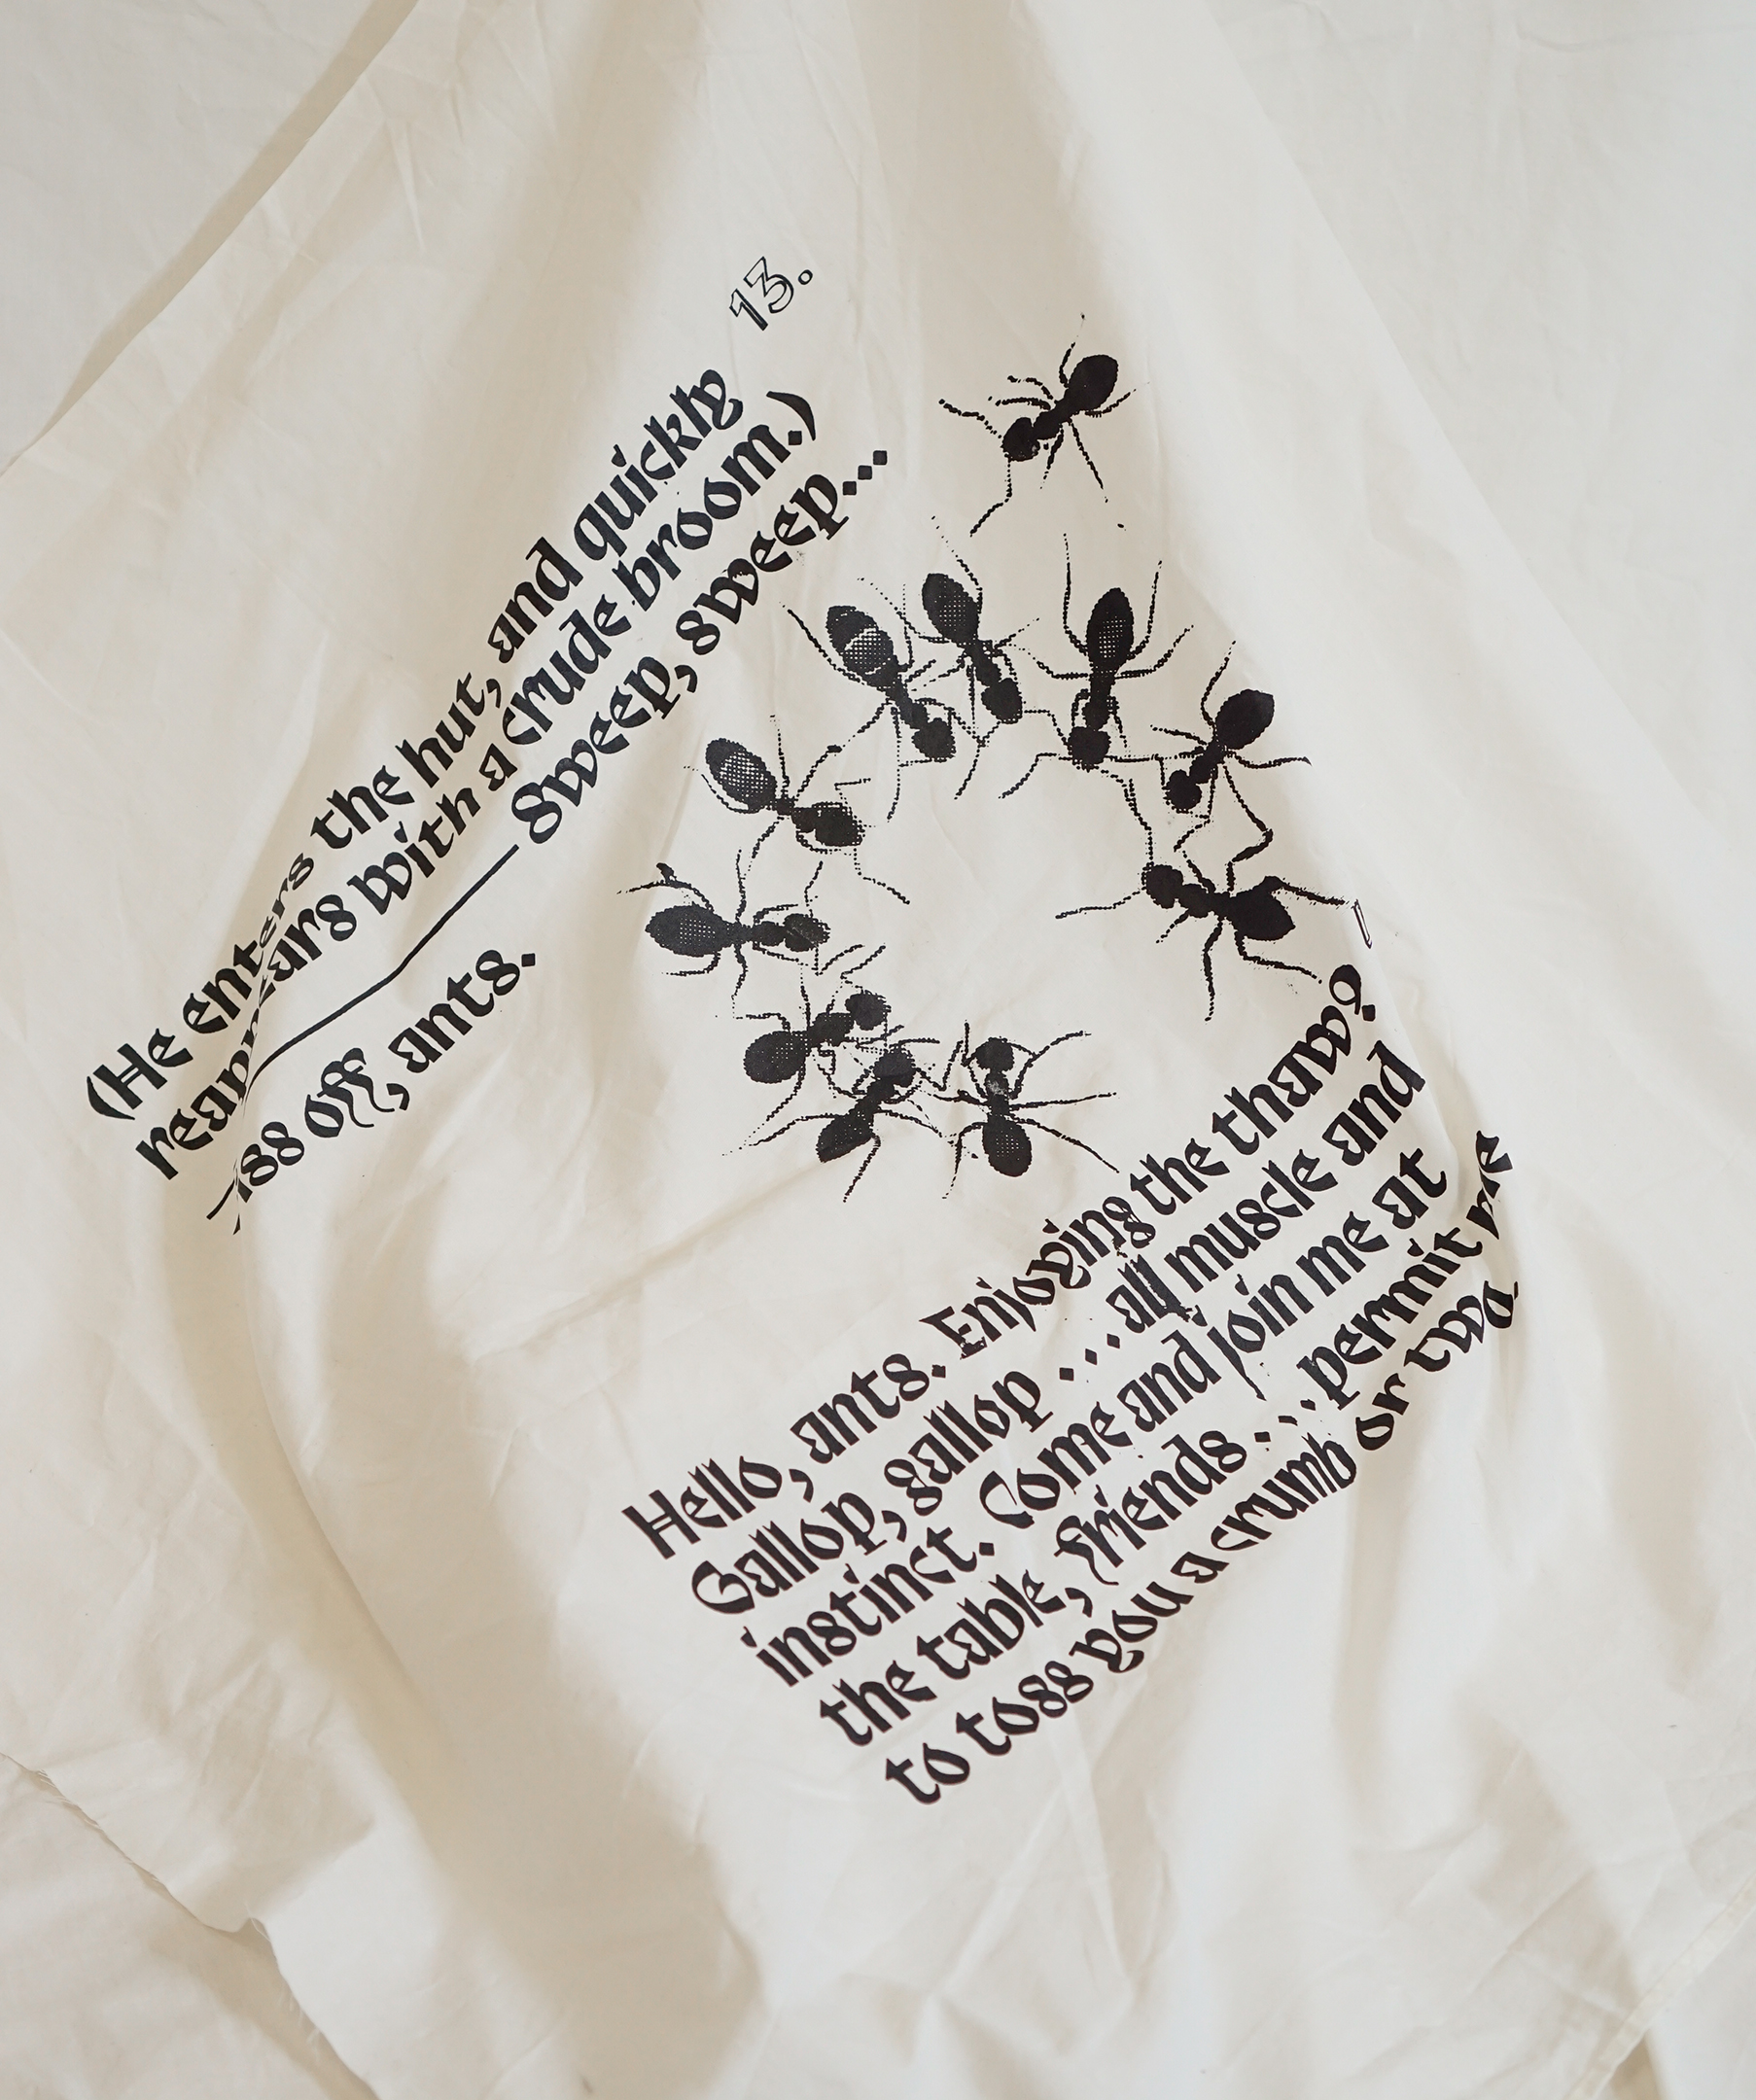 13.
(He enters the hut, and quickly
reappears with a crude broom.)
Sweep, sweep, sweep...
off, ants.
Hello, ants. Enjoying the thaw?
Gallop, gallop ... all muscle and
instinct. Come and join me at
the table, friends ... permit me
to toss you a crumb or two